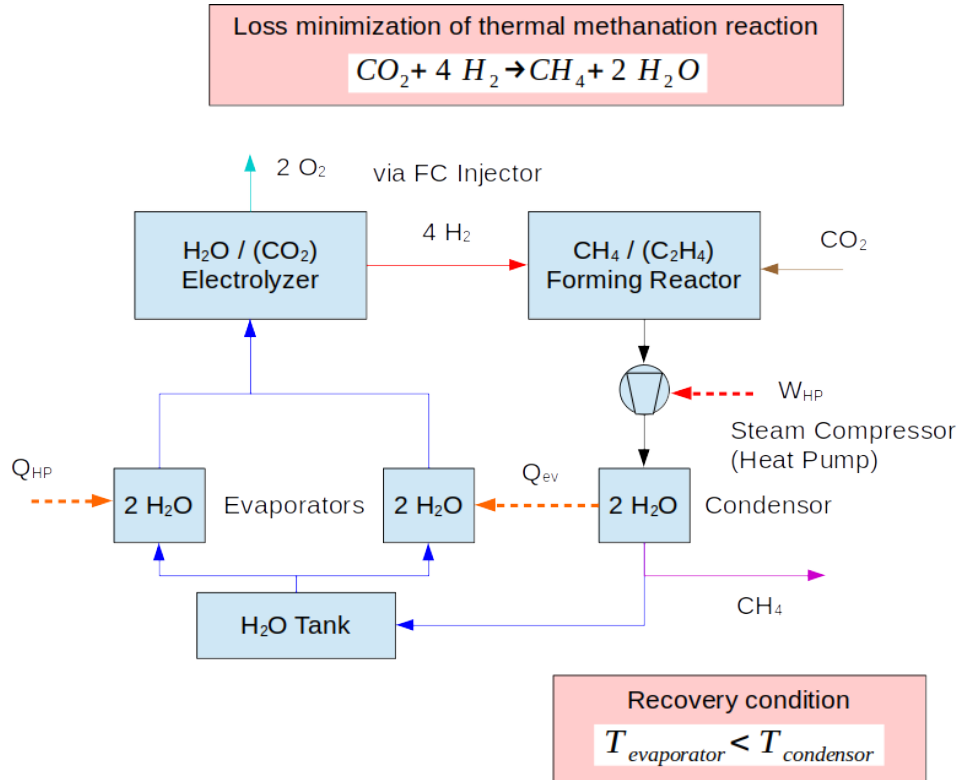 Loss minimization of thermal methanation reaction
CO₂ + 4 H₂ → CH₄ + 2 H₂O
2 O₂
via FC Injector
H₂O / (CO₂)
Electrolyzer
4 H₂
CH₄ / (C₂H₄)
Forming Reactor
CO₂
W_HP
Steam Compressor
(Heat Pump)
Q_HP
2 H₂O
Evaporators
2 H₂O
Q_ev
2 H₂O
Condensor
H₂O Tank
CH₄
Recovery condition
T_evaporator < T_condensor